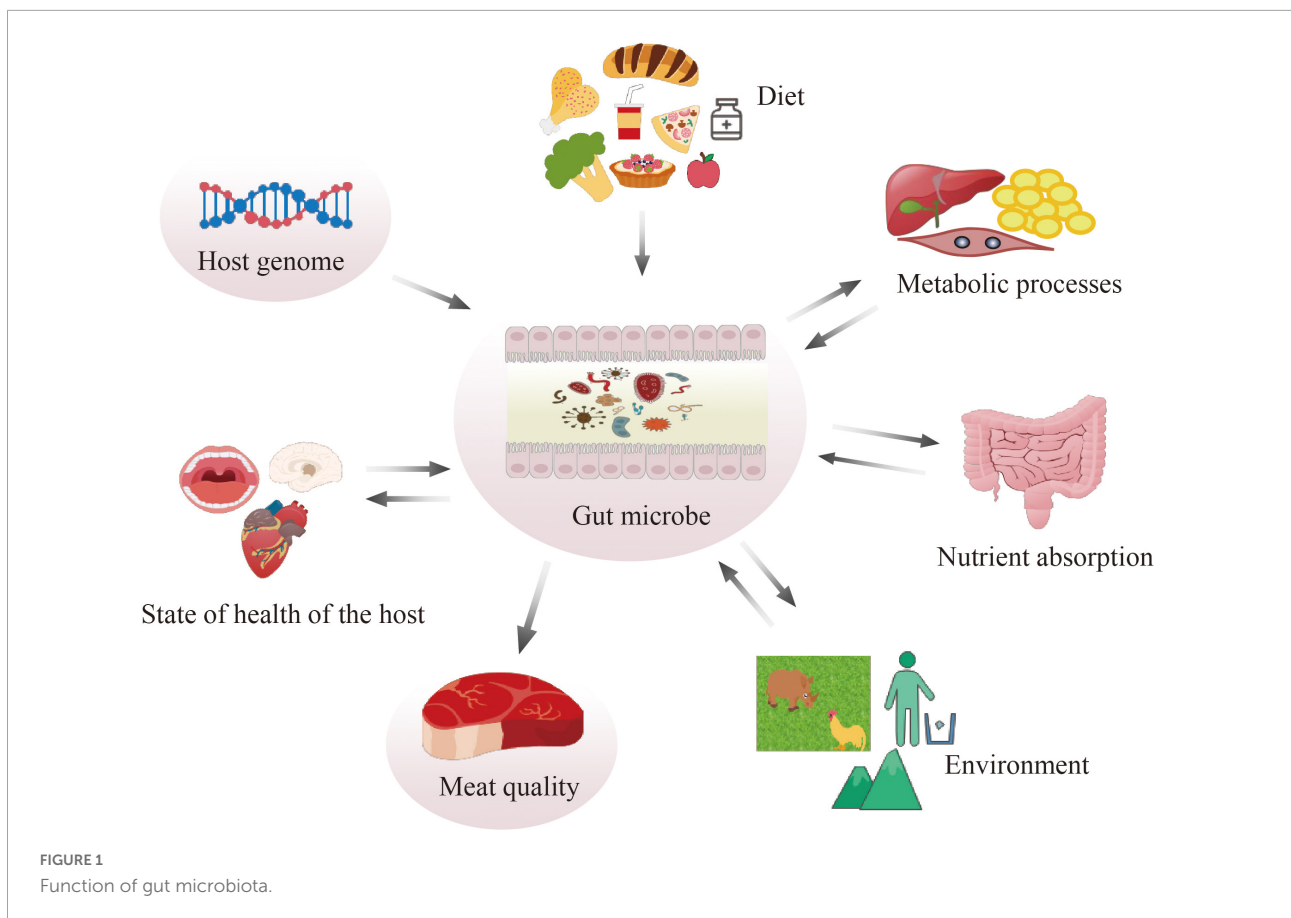 Diet
Host genome
Metabolic processes
Gut microbe
Nutrient absorption
State of health of the host
Meat quality
Environment
FIGURE 1
Function of gut microbiota.